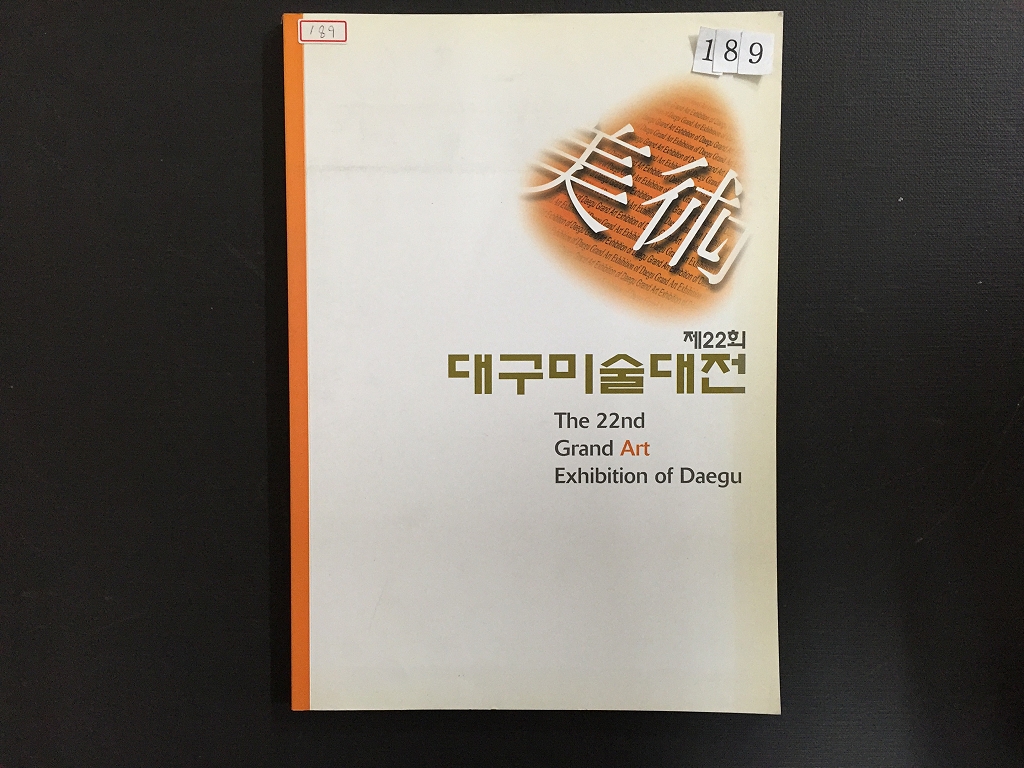 189
189
美術
제22회
대구미술대전
The 22nd
Grand Art
Exhibition of Daegu